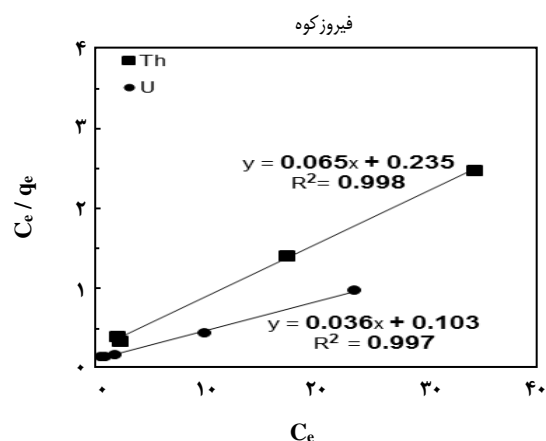 فیروزکوه
۴
Th
U
۳
y = 0.065x + 0.235
R²= 0.998
Cₑ / qₑ
۲
۱
y = 0.036x + 0.103
R² = 0.997
۰
۰ ۱۰ ۲۰ ۳۰ ۴۰
Cₑ